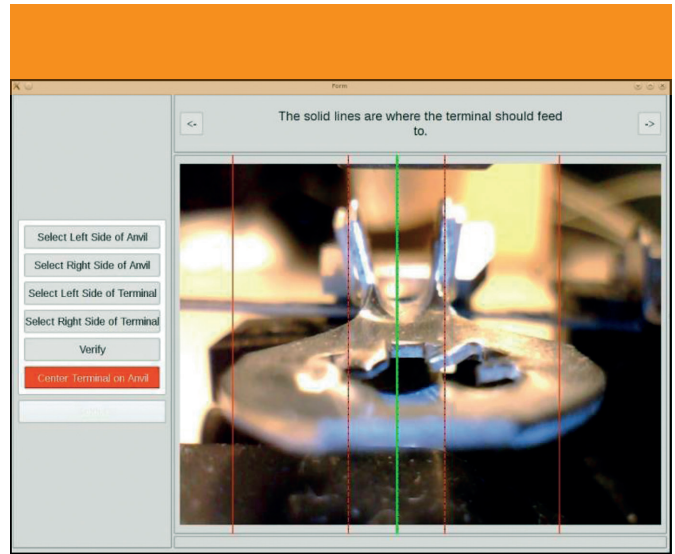 Form
<-
The solid lines are where the terminal should feed
to.
->
Select Left Side of Anvil
Select Right Side of Anvil
Select Left Side of Terminal
Select Right Side of Terminal
Verify
Center Terminal on Anvil